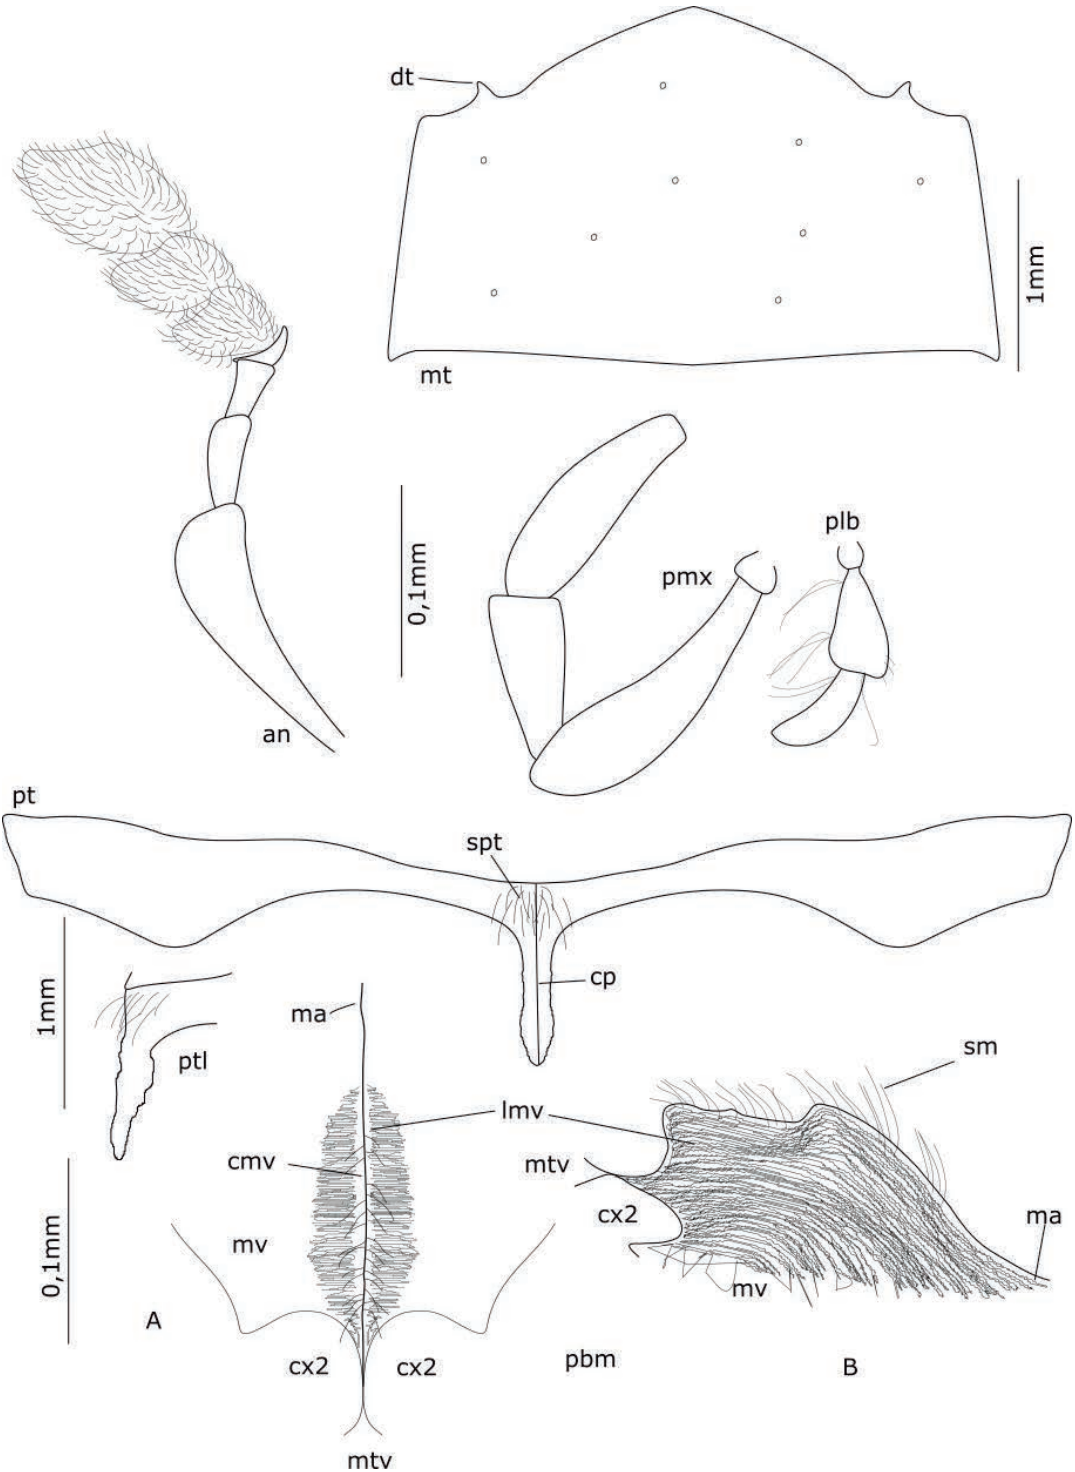 dt
1mm
mt
plb
pmx
0,1mm
an
pt
spt
cp
1mm
ma
sm
ptl
lmv
cmv
mtv
cx2
ma
mv
0,1mm
mv
A
pbm
B
cx2
cx2
mtv